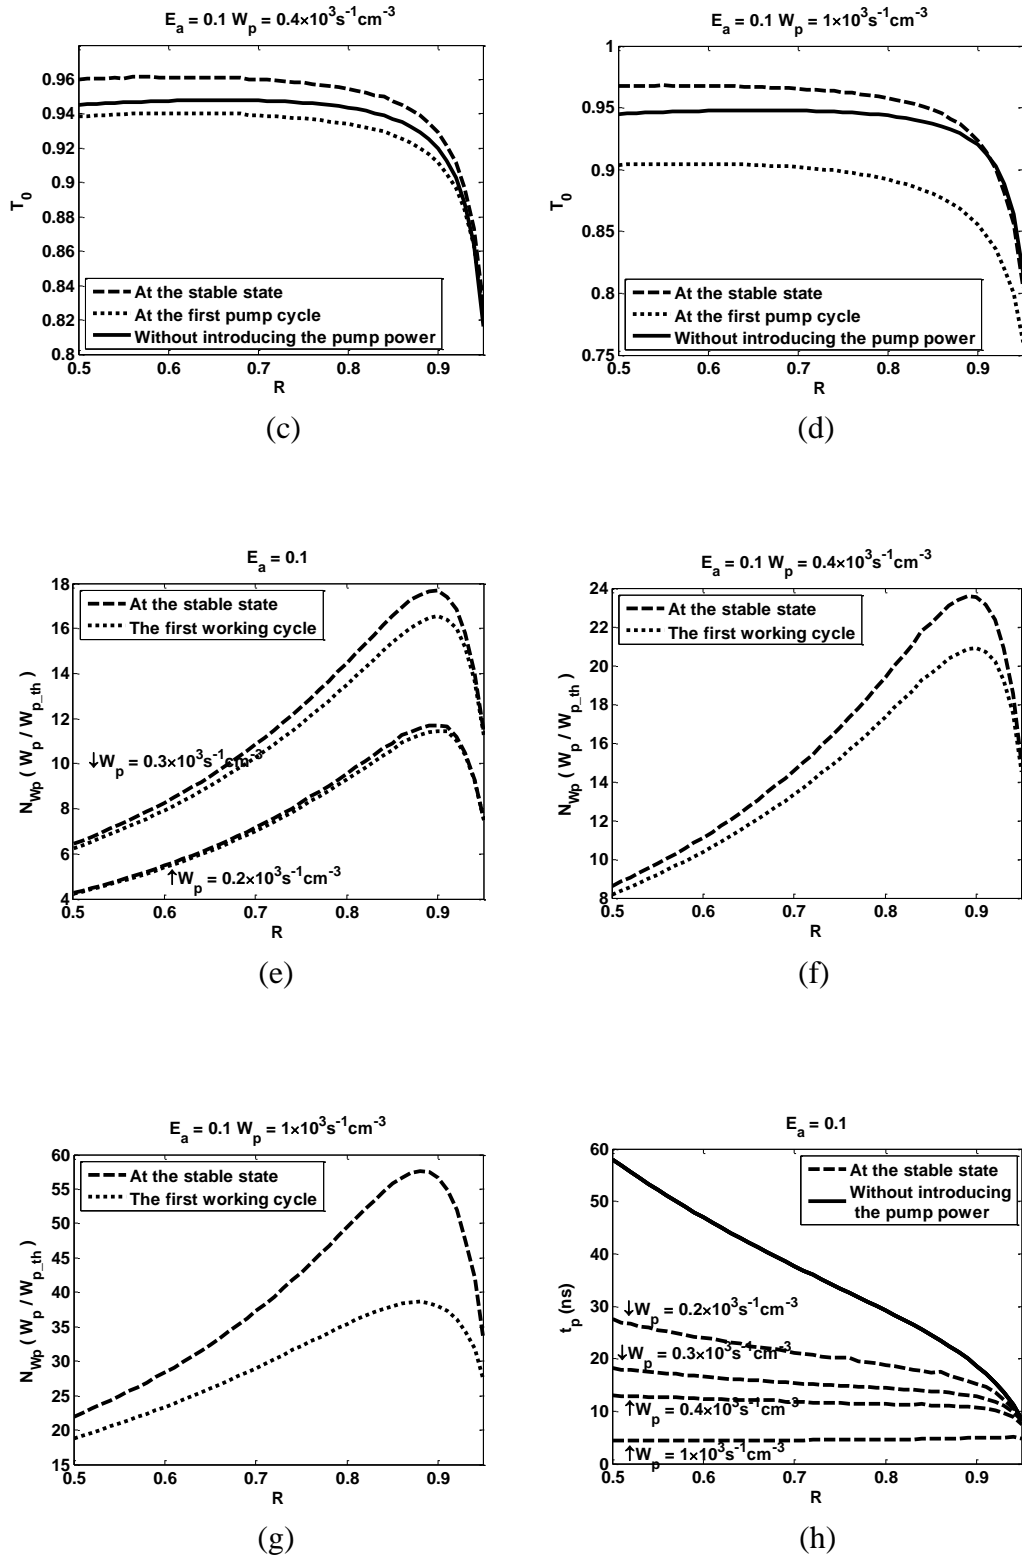 E_a = 0.1 W_p = 0.4×10^3s^-1cm^-3
0.96
0.94
0.92
0.9
0.88
0.86
0.84
0.82
0.8
T_0
At the stable state
At the first pump cycle
Without introducing the pump power
0.5 0.6 0.7 0.8 0.9
R
(c)
E_a = 0.1 W_p = 1×10^3s^-1cm^-3
1
0.95
0.9
0.85
0.8
0.75
T_0
At the stable state
At the first pump cycle
Without introducing the pump power
0.5 0.6 0.7 0.8 0.9
R
(d)
E_a = 0.1
18
16
14
12
10
8
6
4
N_Wp ( W_p / W_p_th )
At the stable state
The first working cycle
↓W_p = 0.3×10^3s^-1cm^-3
↑W_p = 0.2×10^3s^-1cm^-3
0.5 0.6 0.7 0.8 0.9
R
(e)
E_a = 0.1 W_p = 0.4×10^3s^-1cm^-3
24
22
20
18
16
14
12
10
8
N_Wp ( W_p / W_p_th )
At the stable state
The first working cycle
0.5 0.6 0.7 0.8 0.9
R
(f)
E_a = 0.1 W_p = 1×10^3s^-1cm^-3
60
55
50
45
40
35
30
25
20
15
N_Wp ( W_p / W_p_th )
At the stable state
The first working cycle
0.5 0.6 0.7 0.8 0.9
R
(g)
E_a = 0.1
60
50
40
30
20
10
0
t_p (ns)
At the stable state
Without introducing
the pump power
↓W_p = 0.2×10^3s^-1cm^-3
↓W_p = 0.3×10^3s^-1cm^-3
↑W_p = 0.4×10^3s^-1cm^-3
↑W_p = 1×10^3s^-1cm^-3
0.5 0.6 0.7 0.8 0.9
R
(h)